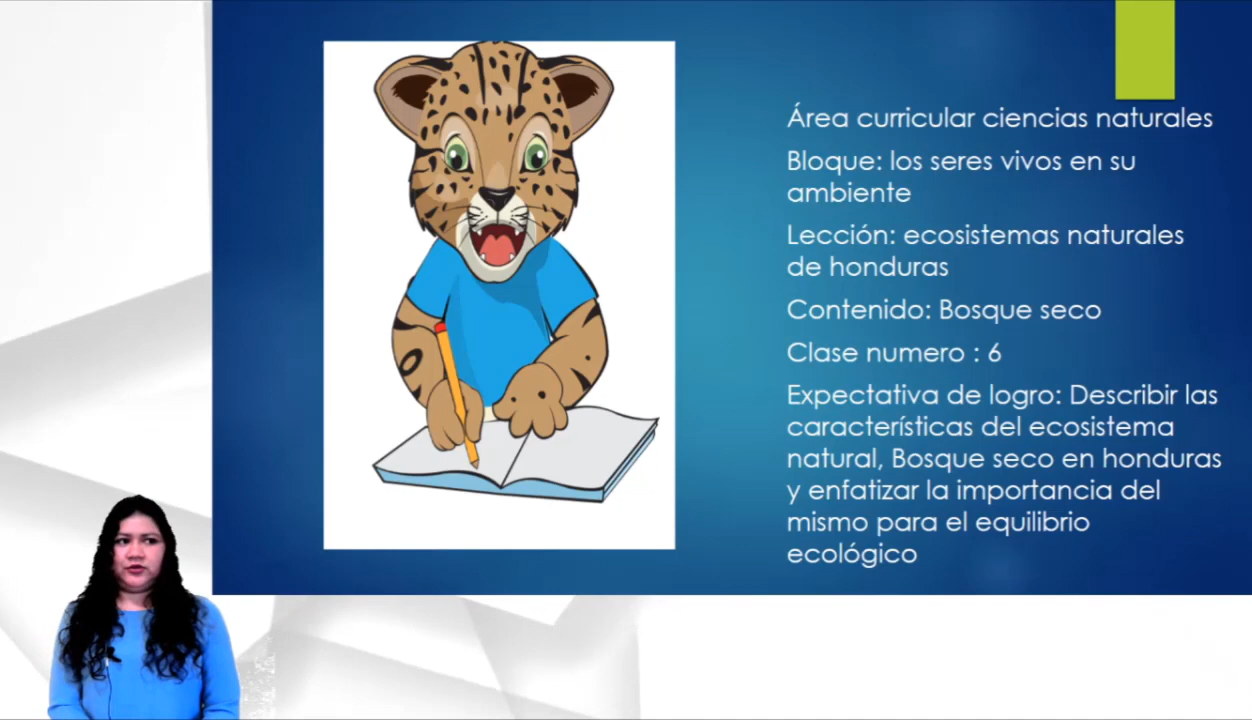 Área curricular ciencias naturales
Bloque: los seres vivos en su
ambiente
Lección: ecosistemas naturales
de honduras
Contenido: Bosque seco
Clase numero : 6
Expectativa de logro: Describir las
características del ecosistema
natural, Bosque seco en honduras
y enfatizar la importancia del
mismo para el equilibrio
ecológico